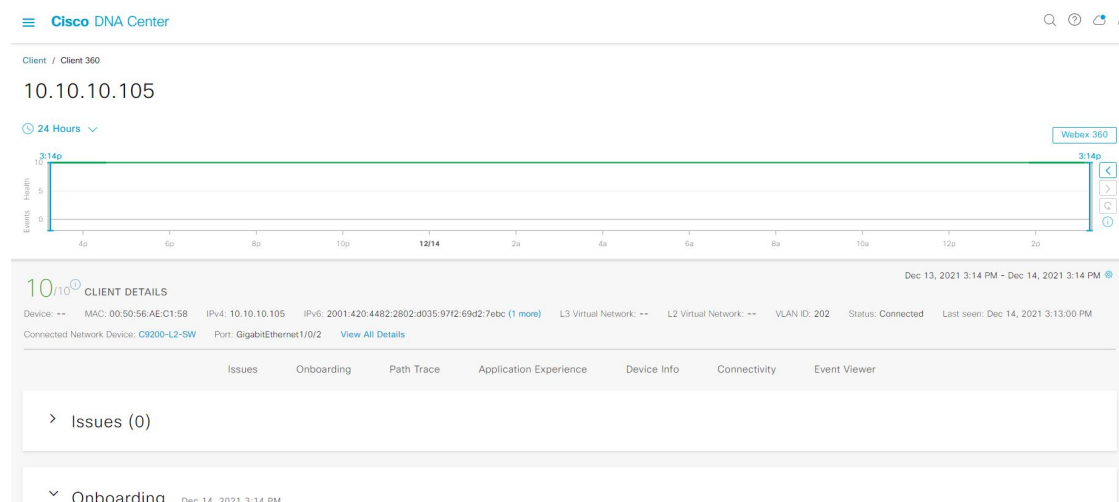 Cisco DNA Center
Client / Client 360
10.10.10.105
24 Hours
Webex 360
3:14p 3:14p
10
5
0
Health
Events
4p 6p 8p 10p 12/14 2a 4a 6a 8a 10a 12p 2p
Dec 13, 2021 3:14 PM - Dec 14, 2021 3:14 PM
10/10 CLIENT DETAILS
Device: -- MAC: 00:50:56:AE:C1:58 IPv4: 10.10.10.105 IPv6: 2001:420:4482:2802:d035:97f2:69d2:7ebc (1 more) L3 Virtual Network: -- L2 Virtual Network: -- VLAN ID: 202 Status: Connected Last seen: Dec 14, 2021 3:13:00 PM
Connected Network Device: C9200-L2-SW Port: GigabitEthernet1/0/2 View All Details
Issues Onboarding Path Trace Application Experience Device Info Connectivity Event Viewer
Issues (0)
Onboarding Dec 14, 2021 3:14 PM